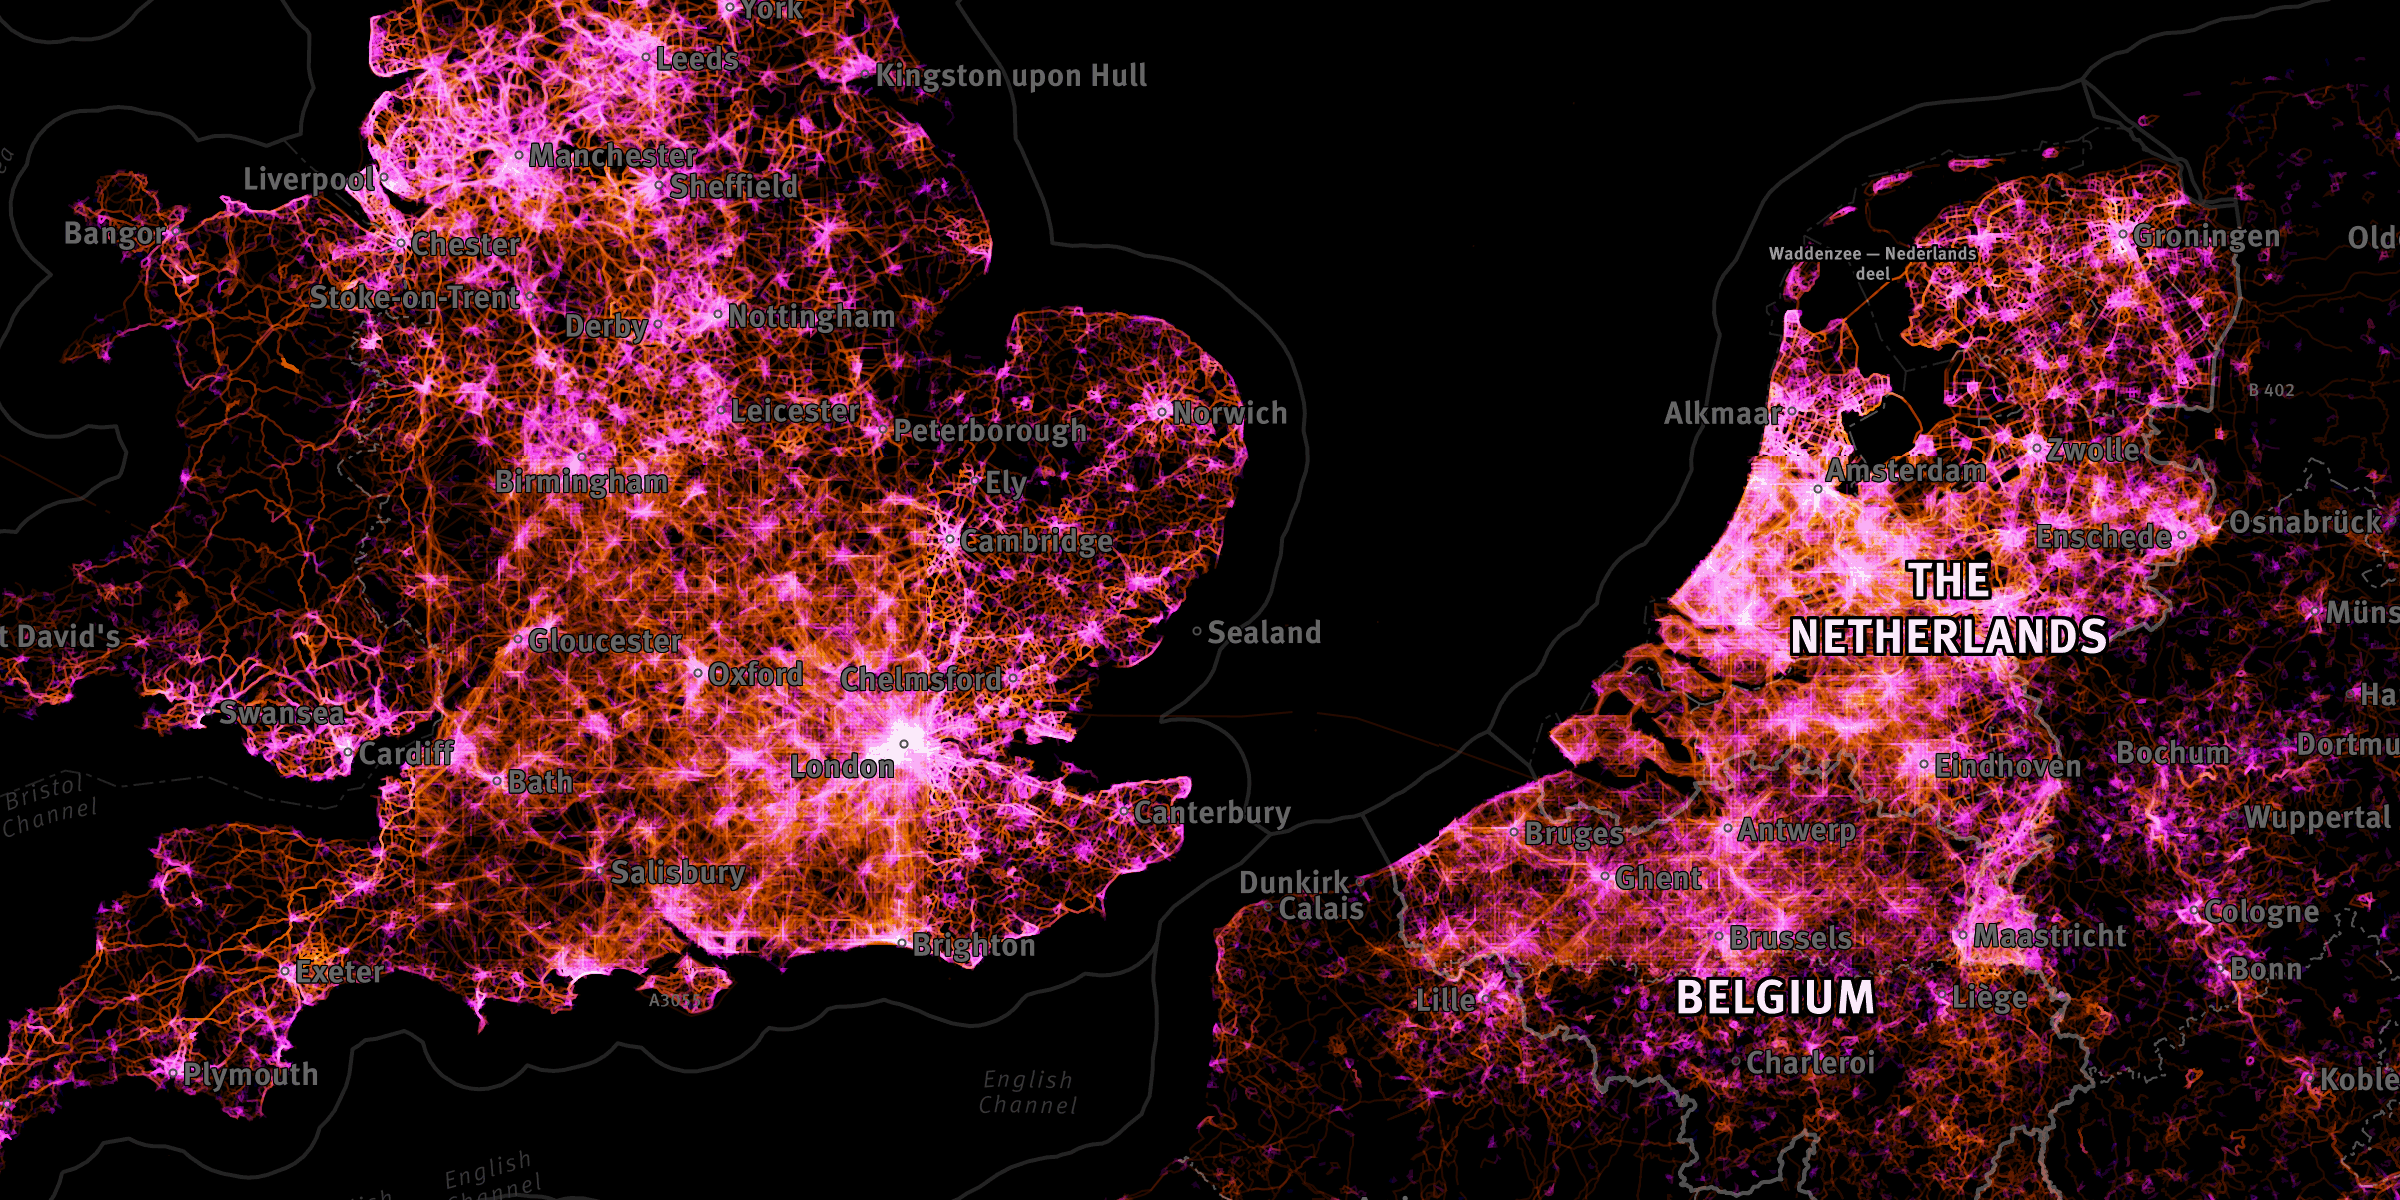 York
Leeds
Kingston upon Hull
Manchester
Liverpool
Sheffield
Bangor
Chester
Waddenzee — Nederlands
deel
Groningen
Old
Stoke-on-Trent
Derby
Nottingham
B 402
Leicester
Norwich
Alkmaar
Peterborough
Zwolle
Amsterdam
Birmingham
Ely
Osnabrück
Cambridge
Enschede
THE
NETHERLANDS
Müns
t David's
Gloucester
Sealand
Oxford
Chelmsford
Ha
Swansea
Cardiff
London
Bochum
Dortmu
Eindhoven
Bath
Bristol
Channel
Canterbury
Bruges
Antwerp
Wuppertal
Salisbury
Dunkirk
Ghent
Calais
Cologne
Brighton
Brussels
Maastricht
Exeter
Bonn
Lille
BELGIUM
Liège
Charleroi
Plymouth
English
Channel
Koble
English
Channel